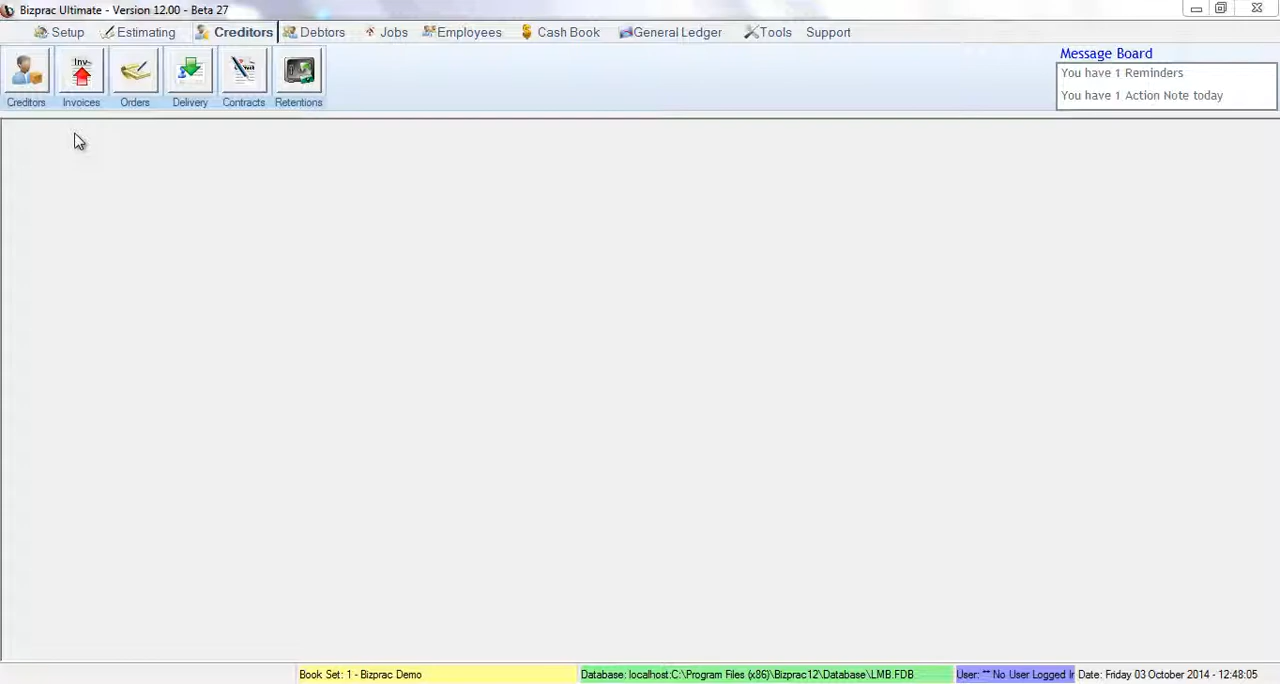 Bizprac Ultimate - Version 12.00 - Beta 27
Setup Estimating Creditors Debtors Jobs Employees Cash Book General Ledger Tools Support
Inv-
Creditors Invoices Orders Delivery Contracts Retentions
Message Board
You have 1 Reminders
You have 1 Action Note today
Book Set: 1 - Bizprac Demo Database: localhost:C:\Program Files (x86)\Bizprac12\Database\LMB.FDB User: ** No User Logged Ir Date: Friday 03 October 2014 - 12:48:05